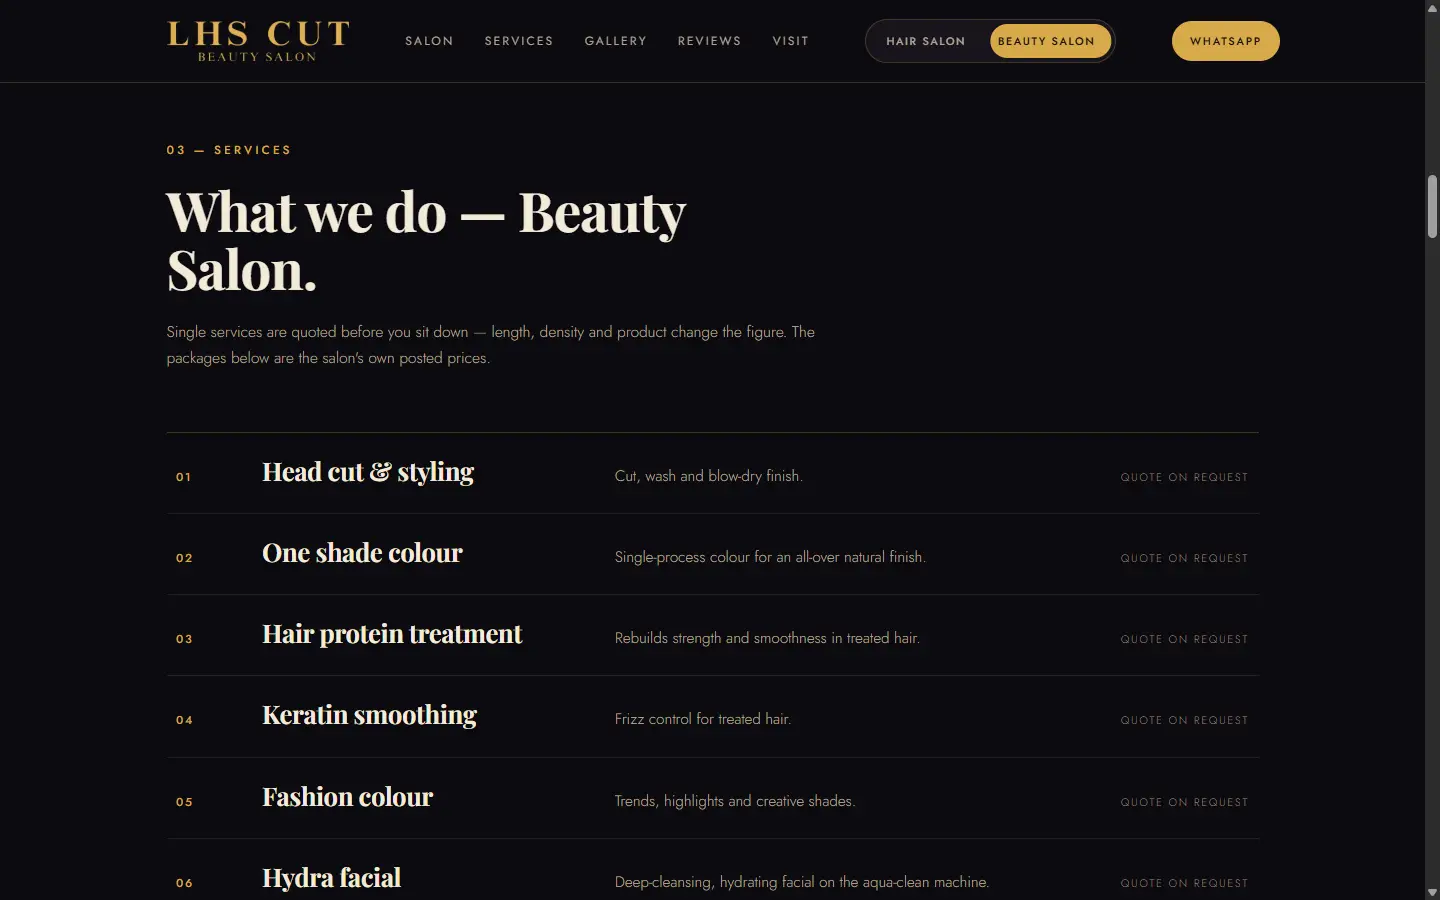 LHS CUT
BEAUTY SALON
SALON
SERVICES
GALLERY
REVIEWS
VISIT
HAIR SALON
BEAUTY SALON
WHATSAPP
03 — SERVICES
What we do — Beauty
Salon.
Single services are quoted before you sit down — length, density and product change the figure. The
packages below are the salon's own posted prices.
01 Head cut & styling Cut, wash and blow-dry finish. QUOTE ON REQUEST
02 One shade colour Single-process colour for an all-over natural finish. QUOTE ON REQUEST
03 Hair protein treatment Rebuilds strength and smoothness in treated hair. QUOTE ON REQUEST
04 Keratin smoothing Frizz control for treated hair. QUOTE ON REQUEST
05 Fashion colour Trends, highlights and creative shades. QUOTE ON REQUEST
06 Hydra facial Deep-cleansing, hydrating facial on the aqua-clean machine. QUOTE ON REQUEST